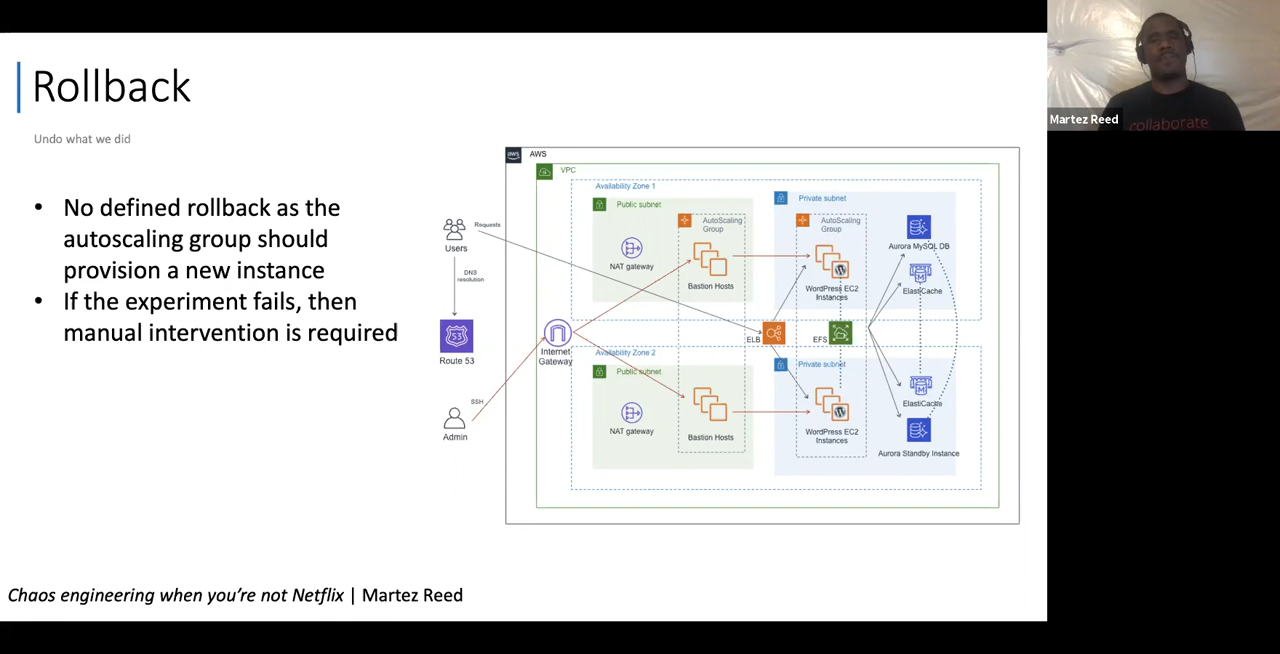 Rollback
Undo what we did
• No defined rollback as the
autoscaling group should
provision a new instance
• If the experiment fails, then
manual intervention is required
aws
AWS
VPC
Availability Zone 1
Public subnet
NAT gateway
AutoScaling
Group
Bastion Hosts
Private subnet
AutoScaling
Group
WordPress EC2
Instances
Aurora MySQL DB
ElastiCache
Requests
Users
DNS
resolution
53
Route 53
Internet
Gateway
ELB
EFS
SSH
Admin
Availability Zone 2
Public subnet
NAT gateway
Bastion Hosts
Private subnet
WordPress EC2
Instances
ElastiCache
Aurora Standby Instance
Chaos engineering when you’re not Netflix | Martez Reed
Martez Reed
collaborate